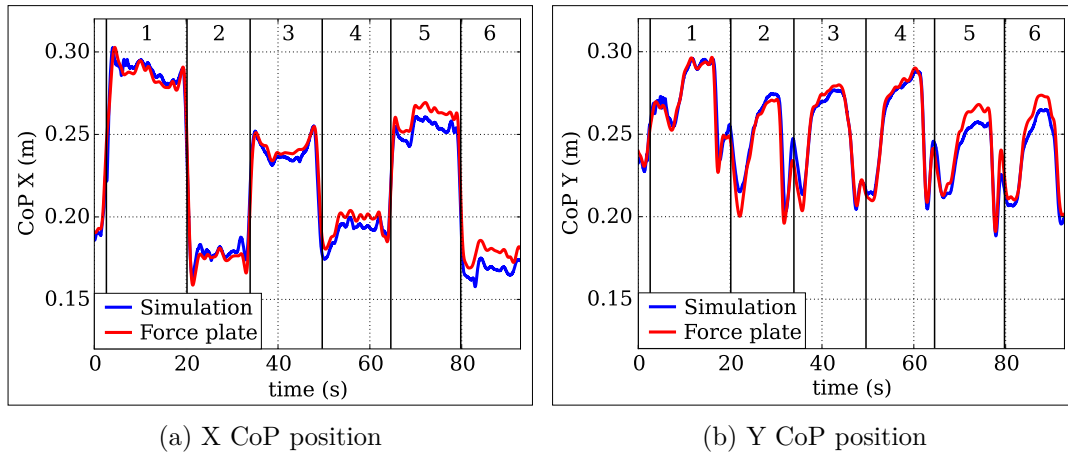 1 2 3 4 5 6
0.30
0.25
0.20
0.15
CoP X (m)
Simulation
Force plate
0 20 40 60 80
time (s)
(a) X CoP position
1 2 3 4 5 6
0.30
0.25
0.20
0.15
CoP Y (m)
Simulation
Force plate
0 20 40 60 80
time (s)
(b) Y CoP position